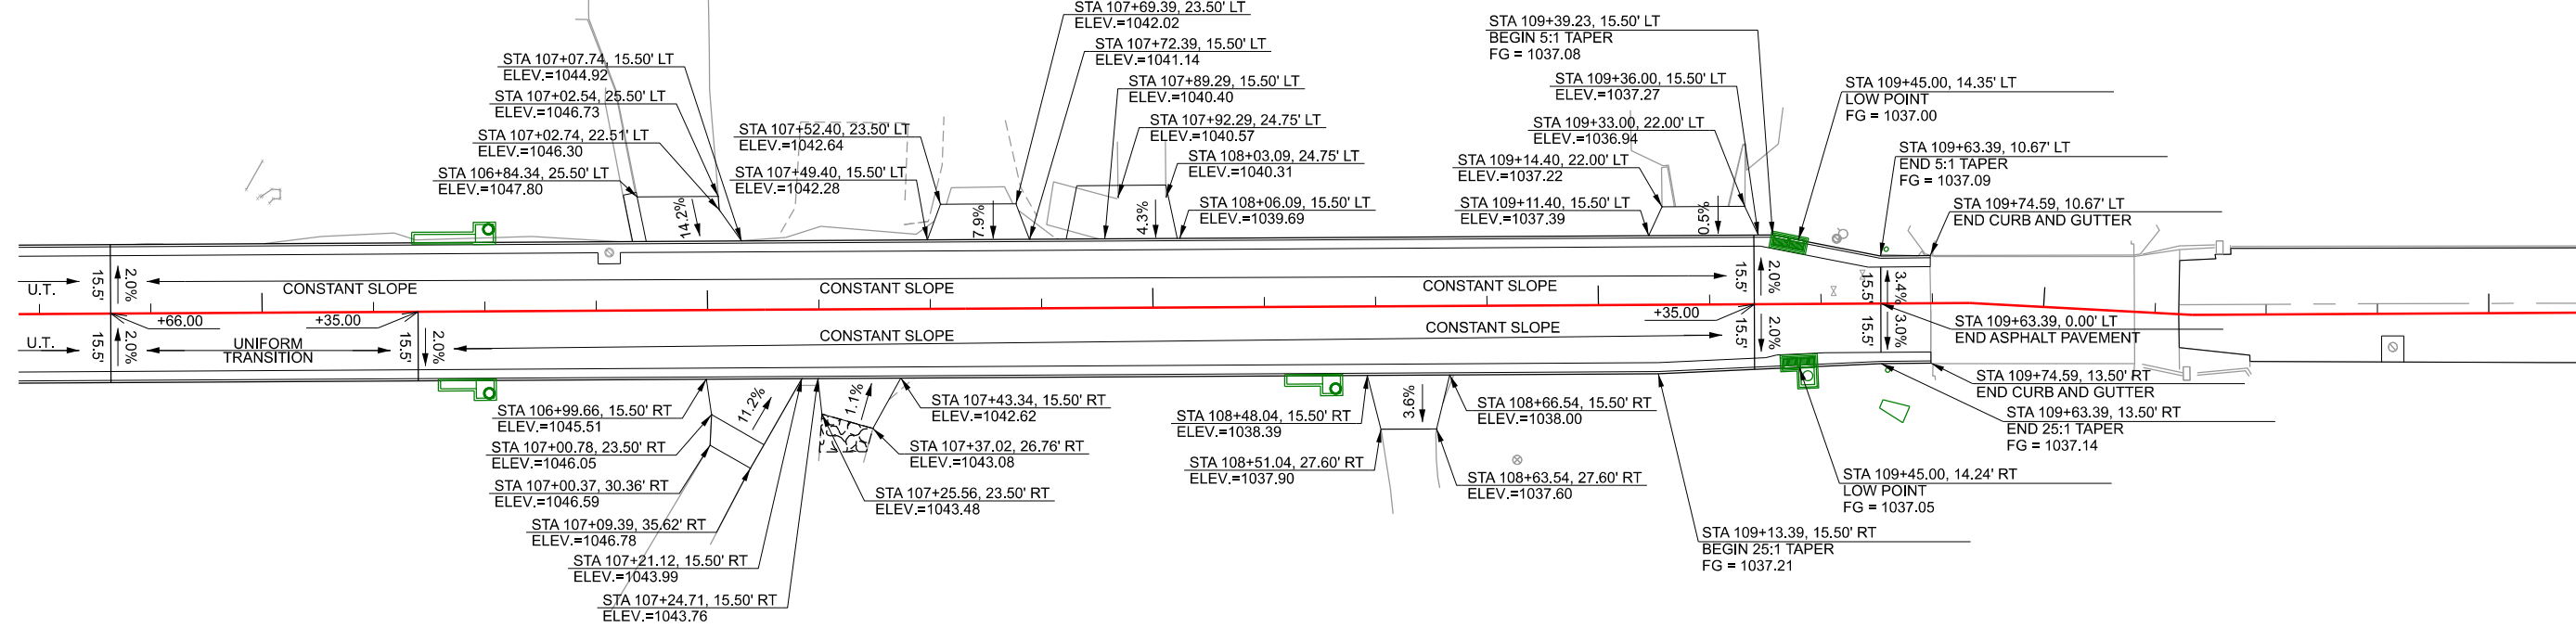 STA 107+69.39, 23.50' LT
ELEV.=1042.02
STA 107+72.39, 15.50' LT
ELEV.=1041.14
STA 107+89.29, 15.50' LT
ELEV.=1040.40
STA 107+92.29, 24.75' LT
ELEV.=1040.57
STA 108+03.09, 24.75' LT
ELEV.=1040.31
STA 108+06.09, 15.50' LT
ELEV.=1039.69
STA 107+07.74, 15.50' LT
ELEV.=1044.92
STA 107+02.54, 25.50' LT
ELEV.=1046.73
STA 107+02.74, 22.51' LT
ELEV.=1046.30
STA 106+84.34, 25.50' LT
ELEV.=1047.80
STA 107+52.40, 23.50' LT
ELEV.=1042.64
STA 107+49.40, 15.50' LT
ELEV.=1042.28
STA 109+39.23, 15.50' LT
BEGIN 5:1 TAPER
FG = 1037.08
STA 109+36.00, 15.50' LT
ELEV.=1037.27
STA 109+33.00, 22.00' LT
ELEV.=1036.94
STA 109+14.40, 22.00' LT
ELEV.=1037.22
STA 109+11.40, 15.50' LT
ELEV.=1037.39
STA 109+45.00, 14.35' LT
LOW POINT
FG = 1037.00
STA 109+63.39, 10.67' LT
END 5:1 TAPER
FG = 1037.09
STA 109+74.59, 10.67' LT
END CURB AND GUTTER
14.2%
7.9%
4.3%
0.5%
U.T.
15.5'
2.0%
CONSTANT SLOPE
CONSTANT SLOPE
CONSTANT SLOPE
15.5'
2.0%
15.5'
3.4%
+66.00
+35.00
+35.00
U.T.
15.5'
2.0%
UNIFORM
TRANSITION
15.5'
2.0%
CONSTANT SLOPE
CONSTANT SLOPE
15.5'
2.0%
15.5'
3.0%
STA 109+63.39, 0.00' LT
END ASPHALT PAVEMENT
STA 109+74.59, 13.50' RT
END CURB AND GUTTER
STA 109+63.39, 13.50' RT
END 25:1 TAPER
FG = 1037.14
STA 109+45.00, 14.24' RT
LOW POINT
FG = 1037.05
STA 109+13.39, 15.50' RT
BEGIN 25:1 TAPER
FG = 1037.21
11.2%
1.1%
3.6%
STA 106+99.66, 15.50' RT
ELEV.=1045.51
STA 107+00.78, 23.50' RT
ELEV.=1046.05
STA 107+00.37, 30.36' RT
ELEV.=1046.59
STA 107+09.39, 35.62' RT
ELEV.=1046.78
STA 107+21.12, 15.50' RT
ELEV.=1043.99
STA 107+24.71, 15.50' RT
ELEV.=1043.76
STA 107+43.34, 15.50' RT
ELEV.=1042.62
STA 107+37.02, 26.76' RT
ELEV.=1043.08
STA 107+25.56, 23.50' RT
ELEV.=1043.48
STA 108+48.04, 15.50' RT
ELEV.=1038.39
STA 108+51.04, 27.60' RT
ELEV.=1037.90
STA 108+66.54, 15.50' RT
ELEV.=1038.00
STA 108+63.54, 27.60' RT
ELEV.=1037.60